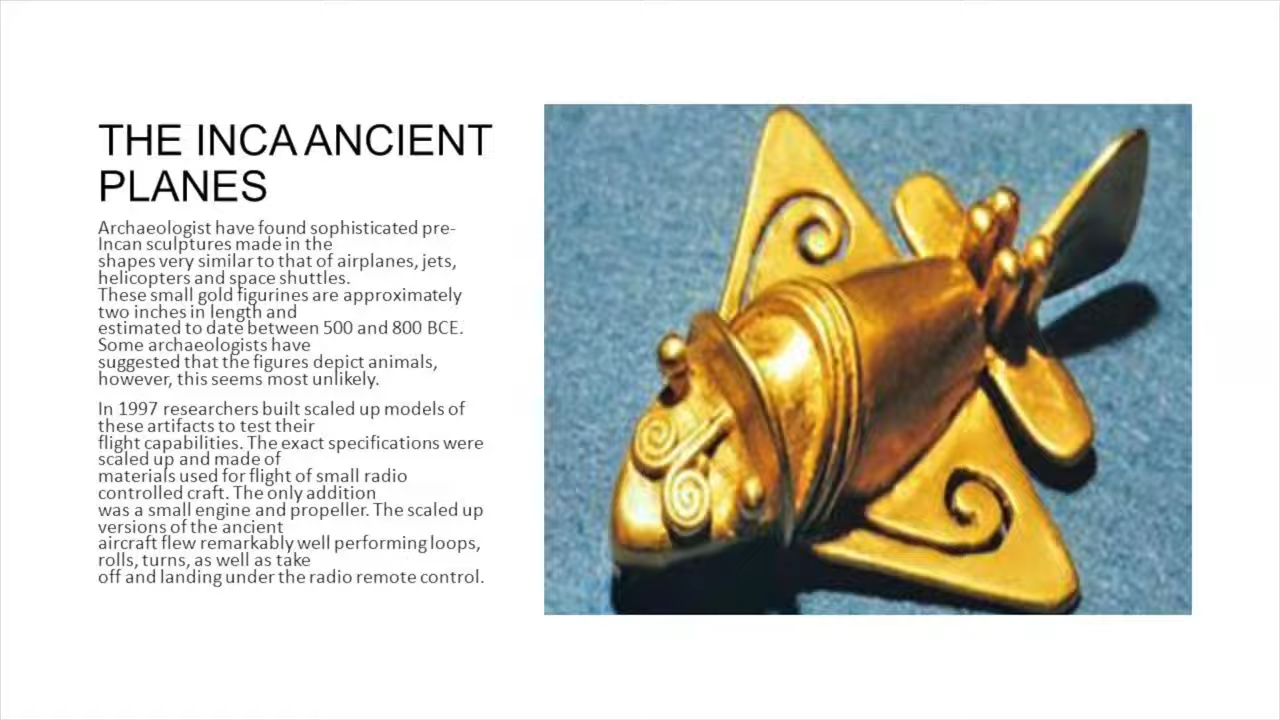 THE INCA ANCIENT
PLANES
Archaeologist have found sophisticated pre-
Incan sculptures made in the
shapes very similar to that of airplanes, jets,
helicopters and space shuttles.
These small gold figurines are approximately
two inches in length and
estimated to date between 500 and 800 BCE.
Some archaeologists have
suggested that the figures depict animals,
however, this seems most unlikely.
In 1997 researchers built scaled up models of
these artifacts to test their
flight capabilities. The exact specifications were
scaled up and made of
materials used for flight of small radio
controlled craft. The only addition
was a small engine and propeller. The scaled up
versions of the ancient
aircraft flew remarkably well performing loops,
rolls, turns, as well as take
off and landing under the radio remote control.